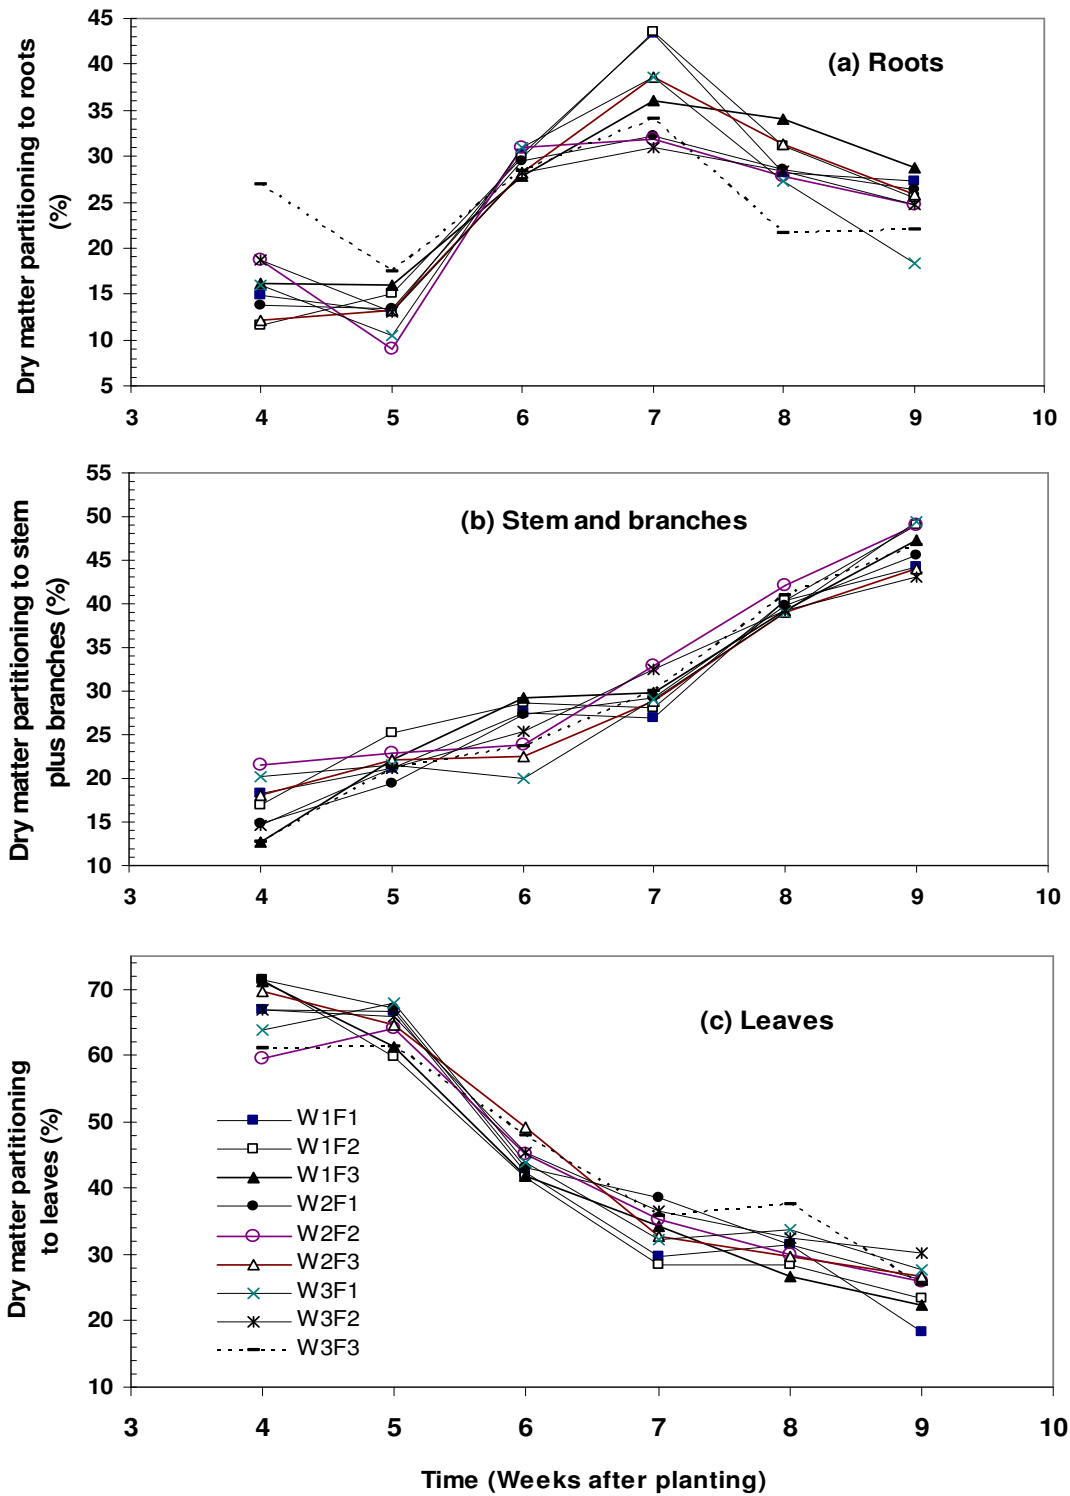 45
40
35
30
25
20
15
10
5
Dry matter partitioning to roots
(%)
(a) Roots
3 4 5 6 7 8 9 10
55
50
45
40
35
30
25
20
15
10
Dry matter partitioning to stem
plus branches (%)
(b) Stem and branches
3 4 5 6 7 8 9 10
70
60
50
40
30
20
10
Dry matter partitioning
to leaves (%)
(c) Leaves
W1F1
W1F2
W1F3
W2F1
W2F2
W2F3
W3F1
W3F2
W3F3
3 4 5 6 7 8 9 10
Time (Weeks after planting)